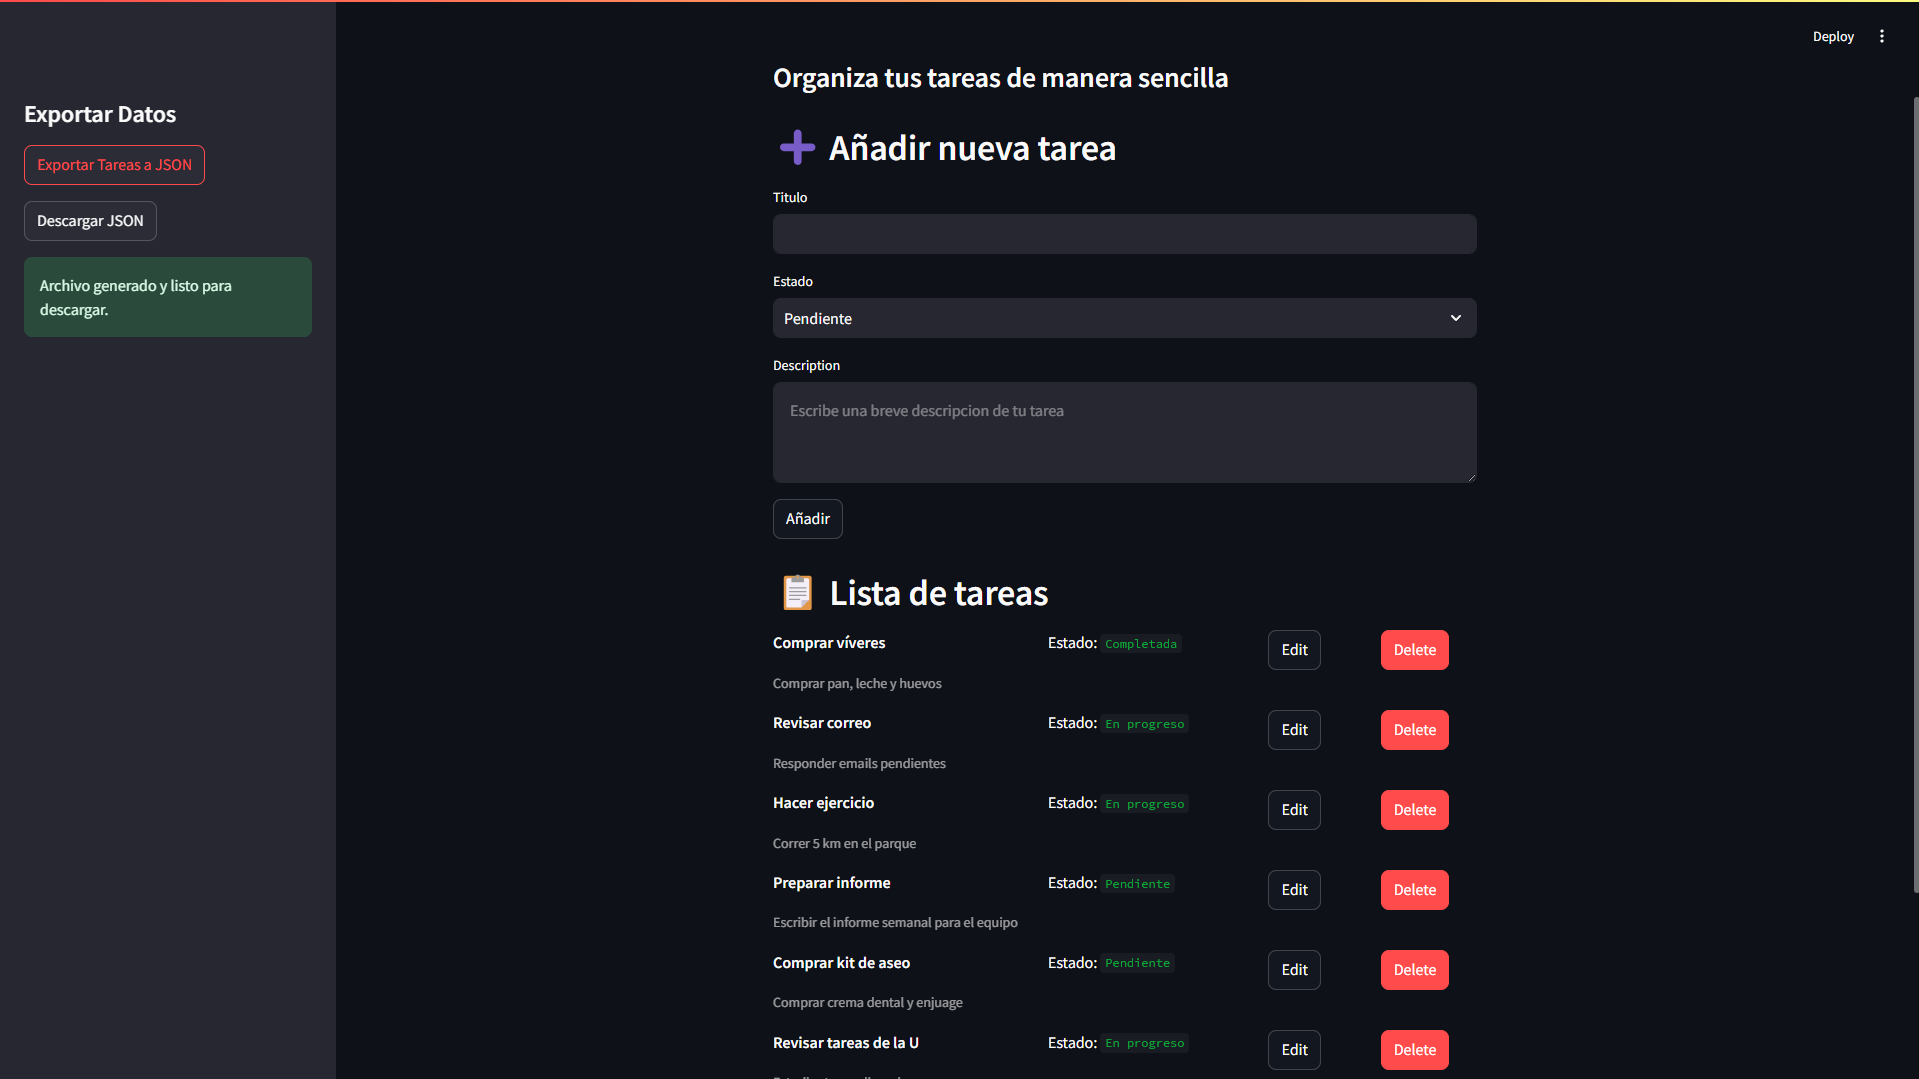 Deploy
Exportar Datos
Exportar Tareas a JSON
Descargar JSON
Archivo generado y listo para
descargar.
Organiza tus tareas de manera sencilla
Añadir nueva tarea
Titulo
Estado
Pendiente
Description
Escribe una breve descripcion de tu tarea
Añadir
Lista de tareas
Comprar víveres Estado: Completada Edit Delete
Comprar pan, leche y huevos
Revisar correo Estado: En progreso Edit Delete
Responder emails pendientes
Hacer ejercicio Estado: En progreso Edit Delete
Correr 5 km en el parque
Preparar informe Estado: Pendiente Edit Delete
Escribir el informe semanal para el equipo
Comprar kit de aseo Estado: Pendiente Edit Delete
Comprar crema dental y enjuage
Revisar tareas de la U Estado: En progreso Edit Delete